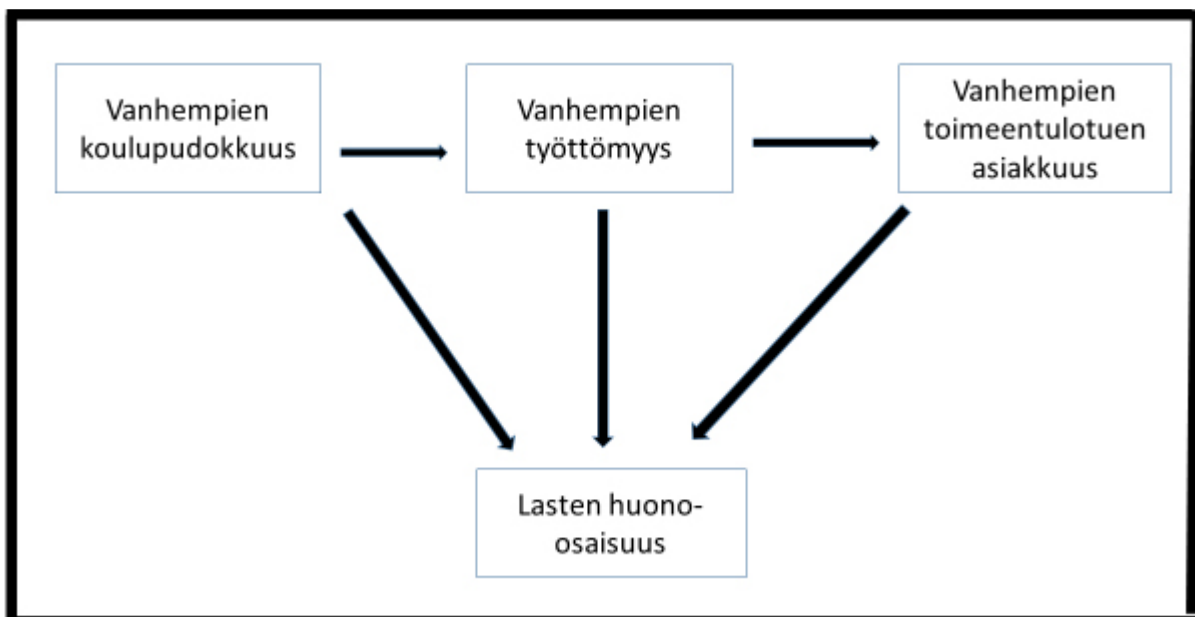 Vanhempien
koulupudokkuus
Vanhempien
työttömyys
Vanhempien
toimeentulotuen
asiakkuus
Lasten huono-
osaisuus